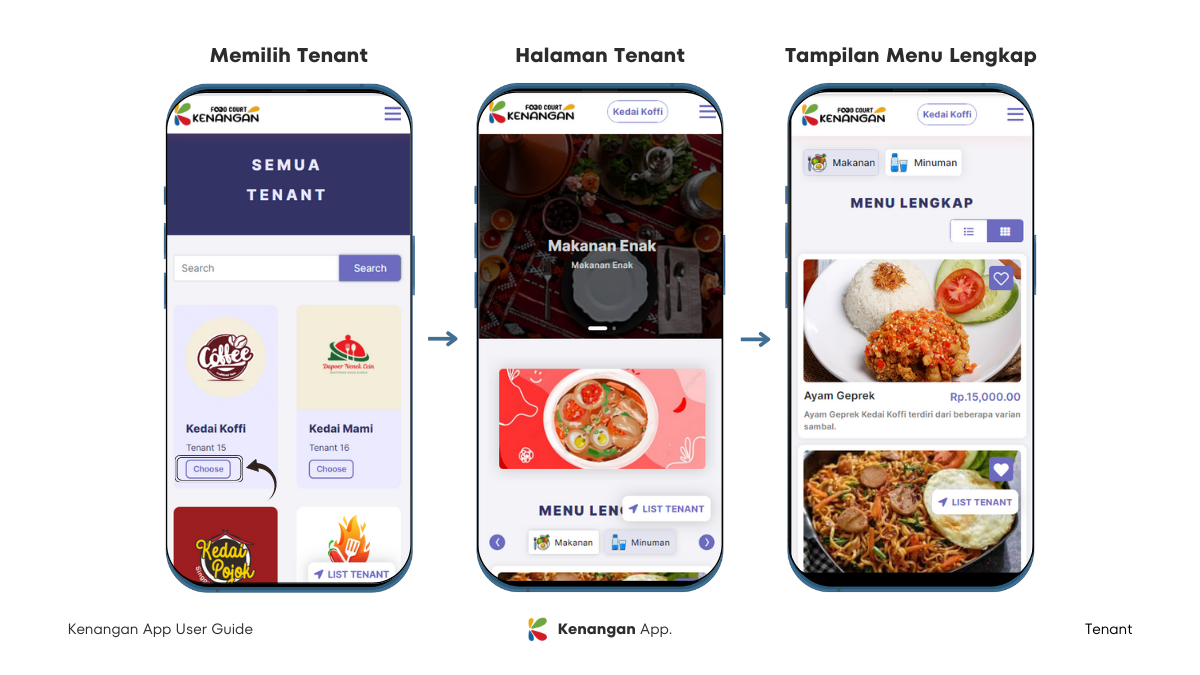 Memilih Tenant
FOOD COURT
KENANGAN
SEMUA
TENANT
Search
Search
Coffee
Kedai Koffi
Tenant 15
Choose
Dapoer Nenek Zein
Kedai Mami
Tenant 16
Choose
Kedai
Pojok
LIST TENANT
Halaman Tenant
FOOD COURT
KENANGAN
Kedai Koffi
Makanan Enak
Makanan Enak
MENU LEN
LIST TENANT
Makanan
Minuman
Tampilan Menu Lengkap
FOOD COURT
KENANGAN
Kedai Koffi
Makanan
Minuman
MENU LENGKAP
Ayam Geprek
Rp.15,000.00
Ayam Geprek Kedai Koffi terdiri dari beberapa varian
sambal.
LIST TENANT
Kenangan App User Guide
Kenangan App.
Tenant